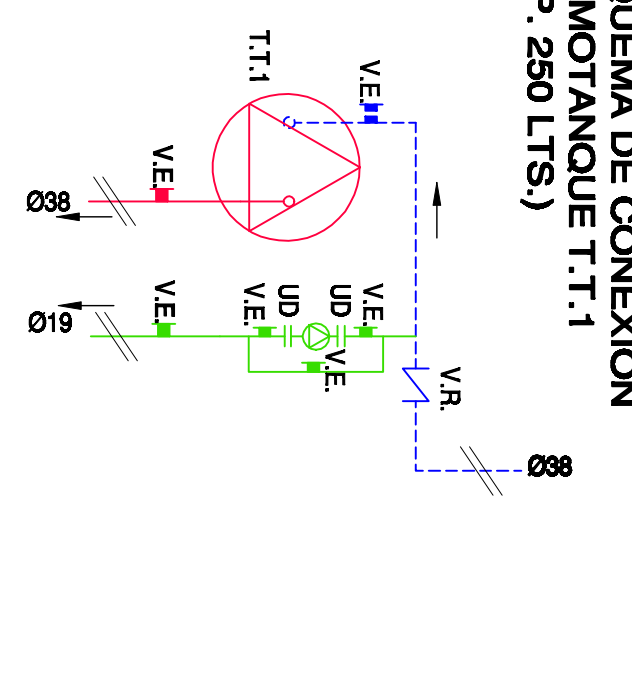 QUEMA DE CONEXION
MOTANQUE T.T.1
P. 250 LTS.)
T.T.1
V.E.
V.E.
Ø38
V.E.
V.E.
UD
UD
V.E.
V.E.
Ø19
V.R.
Ø38